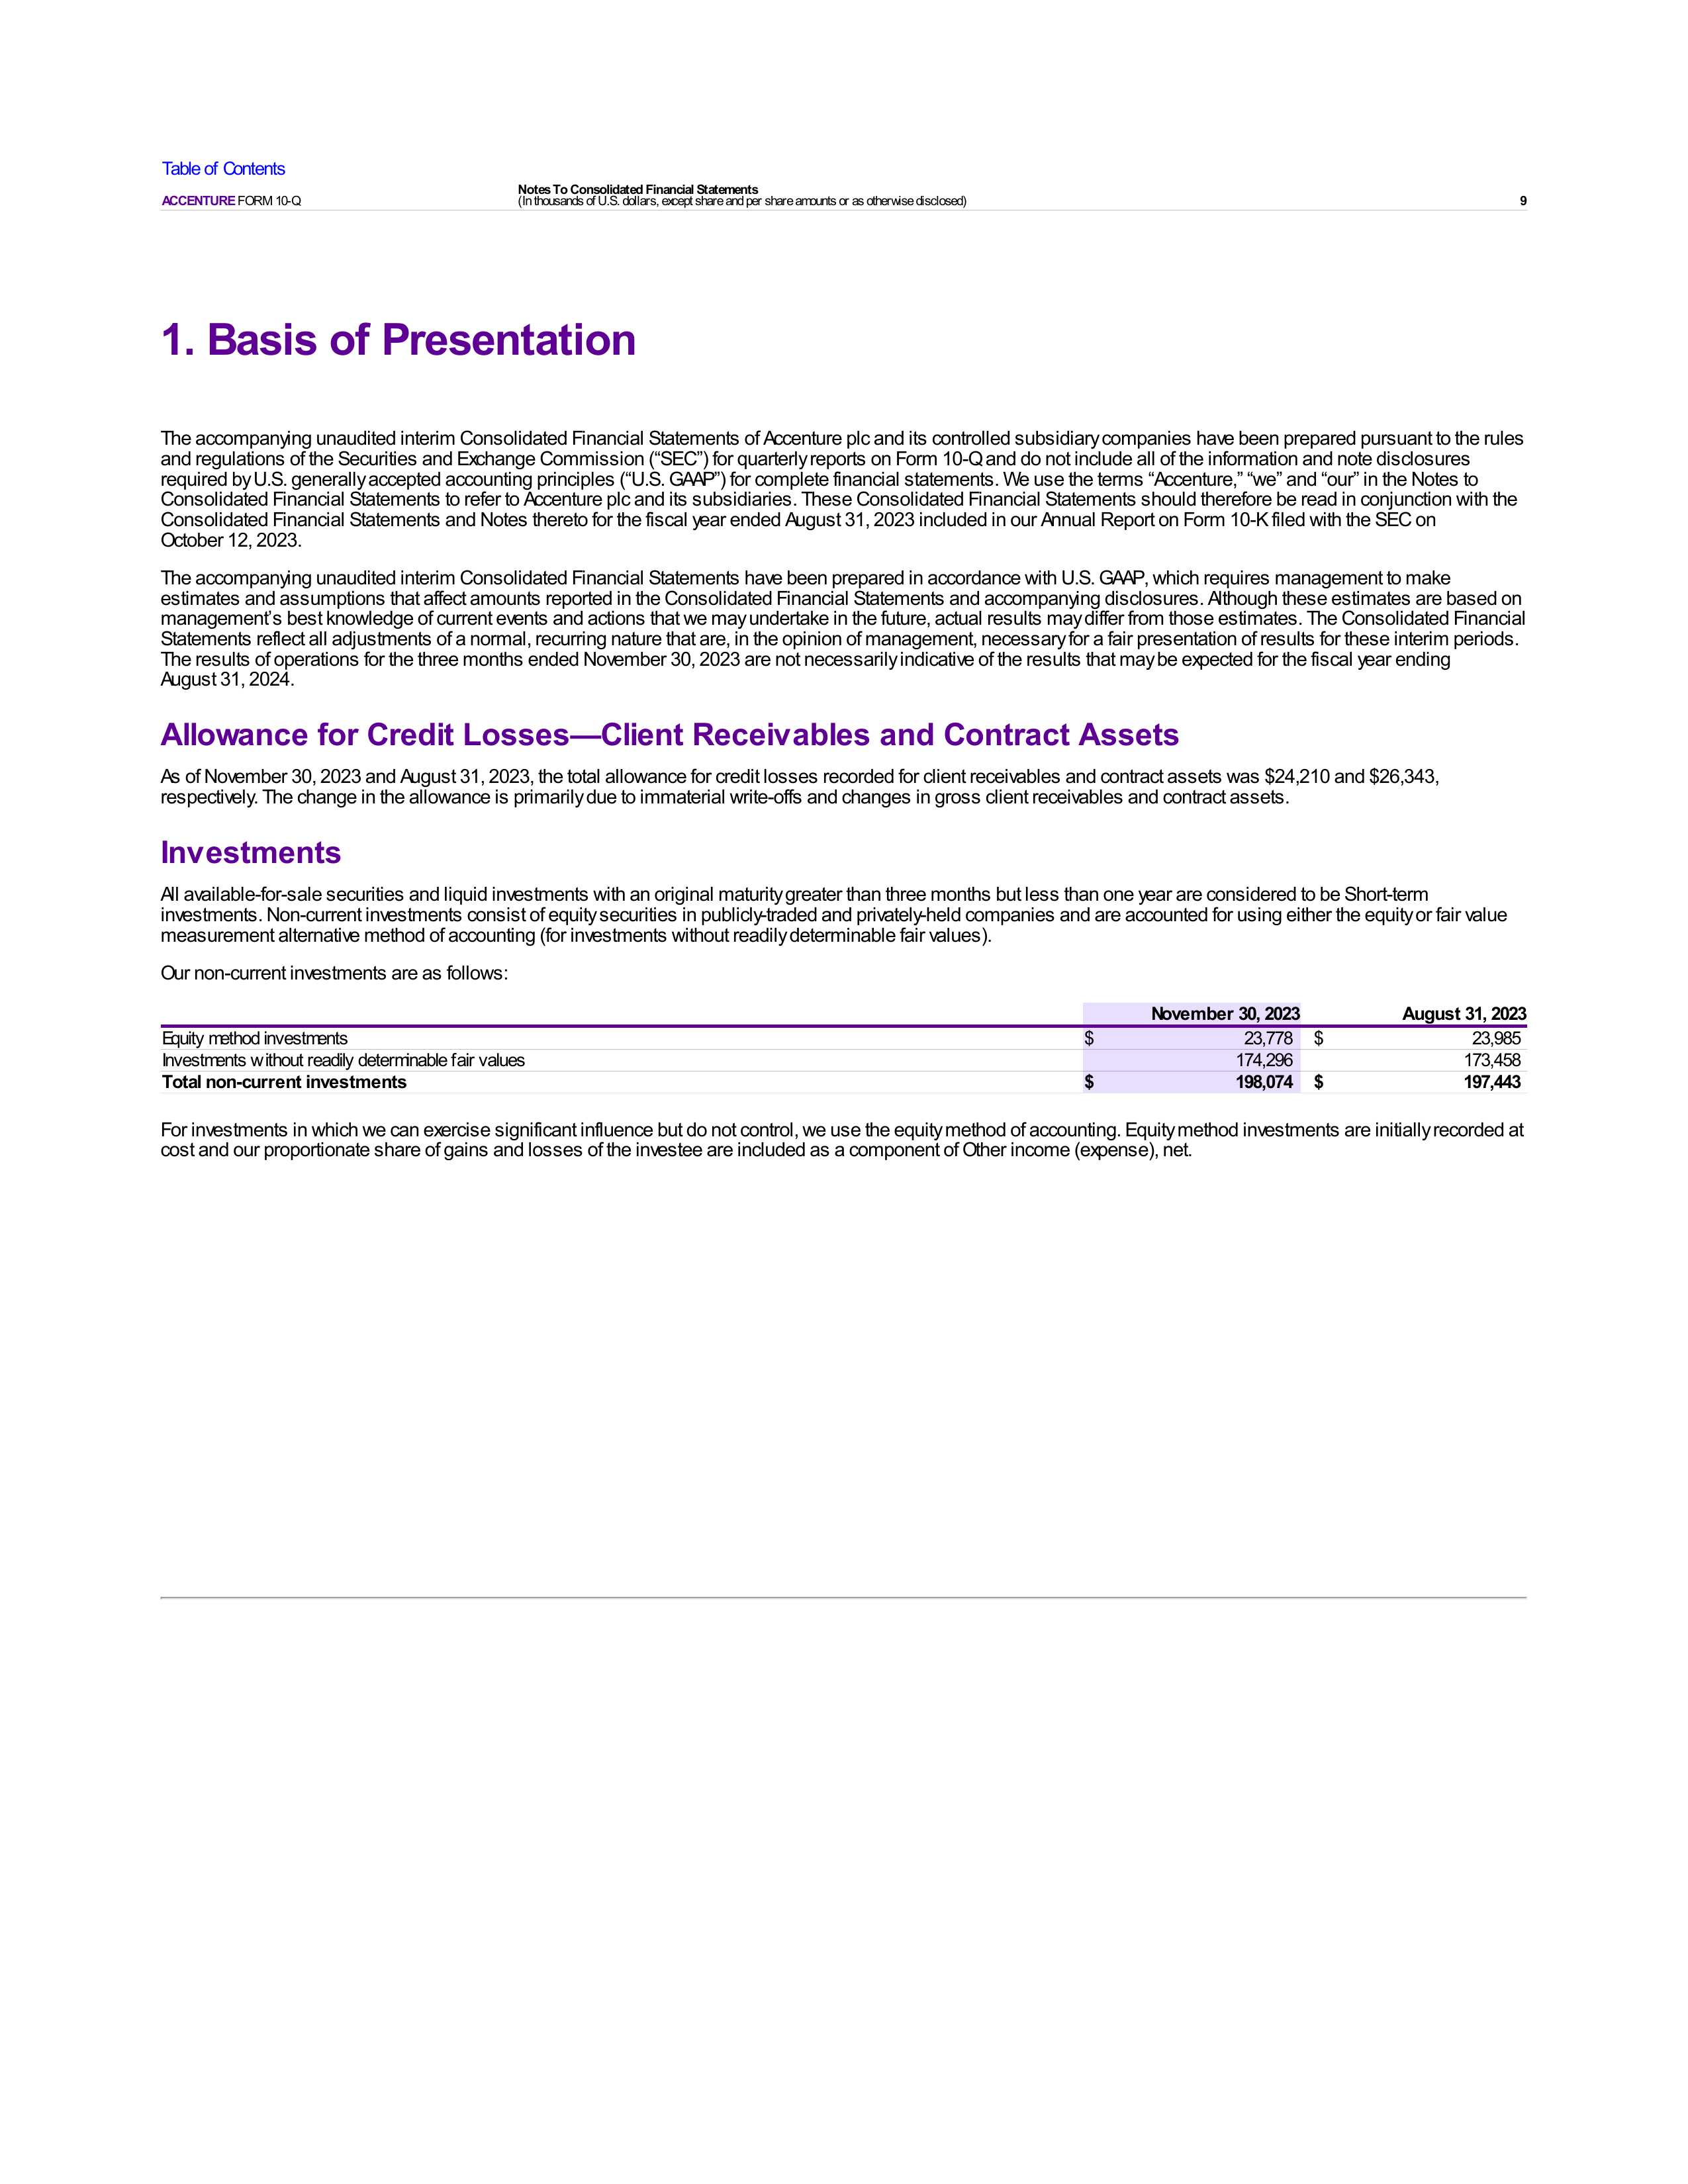 Table of Contents
ACCENTURE FORM 10-Q
Notes To Consolidated Financial Statements
(In thousands of U.S. dollars, except share and per share amounts or as otherwise disclosed)
9
1. Basis of Presentation
The accompanying unaudited interim Consolidated Financial Statements of Accenture plc and its controlled subsidiary companies have been prepared pursuant to the rules
and regulations of the Securities and Exchange Commission (“SEC”) for quarterly reports on Form 10-Q and do not include all of the information and note disclosures
required by U.S. generally accepted accounting principles (“U.S. GAAP”) for complete financial statements. We use the terms “Accenture,” “we” and “our” in the Notes to
Consolidated Financial Statements to refer to Accenture plc and its subsidiaries. These Consolidated Financial Statements should therefore be read in conjunction with the
Consolidated Financial Statements and Notes thereto for the fiscal year ended August 31, 2023 included in our Annual Report on Form 10-K filed with the SEC on
October 12, 2023.
The accompanying unaudited interim Consolidated Financial Statements have been prepared in accordance with U.S. GAAP, which requires management to make
estimates and assumptions that affect amounts reported in the Consolidated Financial Statements and accompanying disclosures. Although these estimates are based on
management’s best knowledge of current events and actions that we may undertake in the future, actual results may differ from those estimates. The Consolidated Financial
Statements reflect all adjustments of a normal, recurring nature that are, in the opinion of management, necessary for a fair presentation of results for these interim periods.
The results of operations for the three months ended November 30, 2023 are not necessarily indicative of the results that may be expected for the fiscal year ending
August 31, 2024.
Allowance for Credit Losses—Client Receivables and Contract Assets
As of November 30, 2023 and August 31, 2023, the total allowance for credit losses recorded for client receivables and contract assets was $24,210 and $26,343,
respectively. The change in the allowance is primarily due to immaterial write-offs and changes in gross client receivables and contract assets.
Investments
All available-for-sale securities and liquid investments with an original maturity greater than three months but less than one year are considered to be Short-term
investments. Non-current investments consist of equity securities in publicly-traded and privately-held companies and are accounted for using either the equity or fair value
measurement alternative method of accounting (for investments without readily determinable fair values).
Our non-current investments are as follows:
November 30, 2023 August 31, 2023
Equity method investments $ 23,778 $ 23,985
Investments without readily determinable fair values 174,296 173,458
Total non-current investments $ 198,074 $ 197,443
For investments in which we can exercise significant influence but do not control, we use the equity method of accounting. Equity method investments are initially recorded at
cost and our proportionate share of gains and losses of the investee are included as a component of Other income (expense), net.